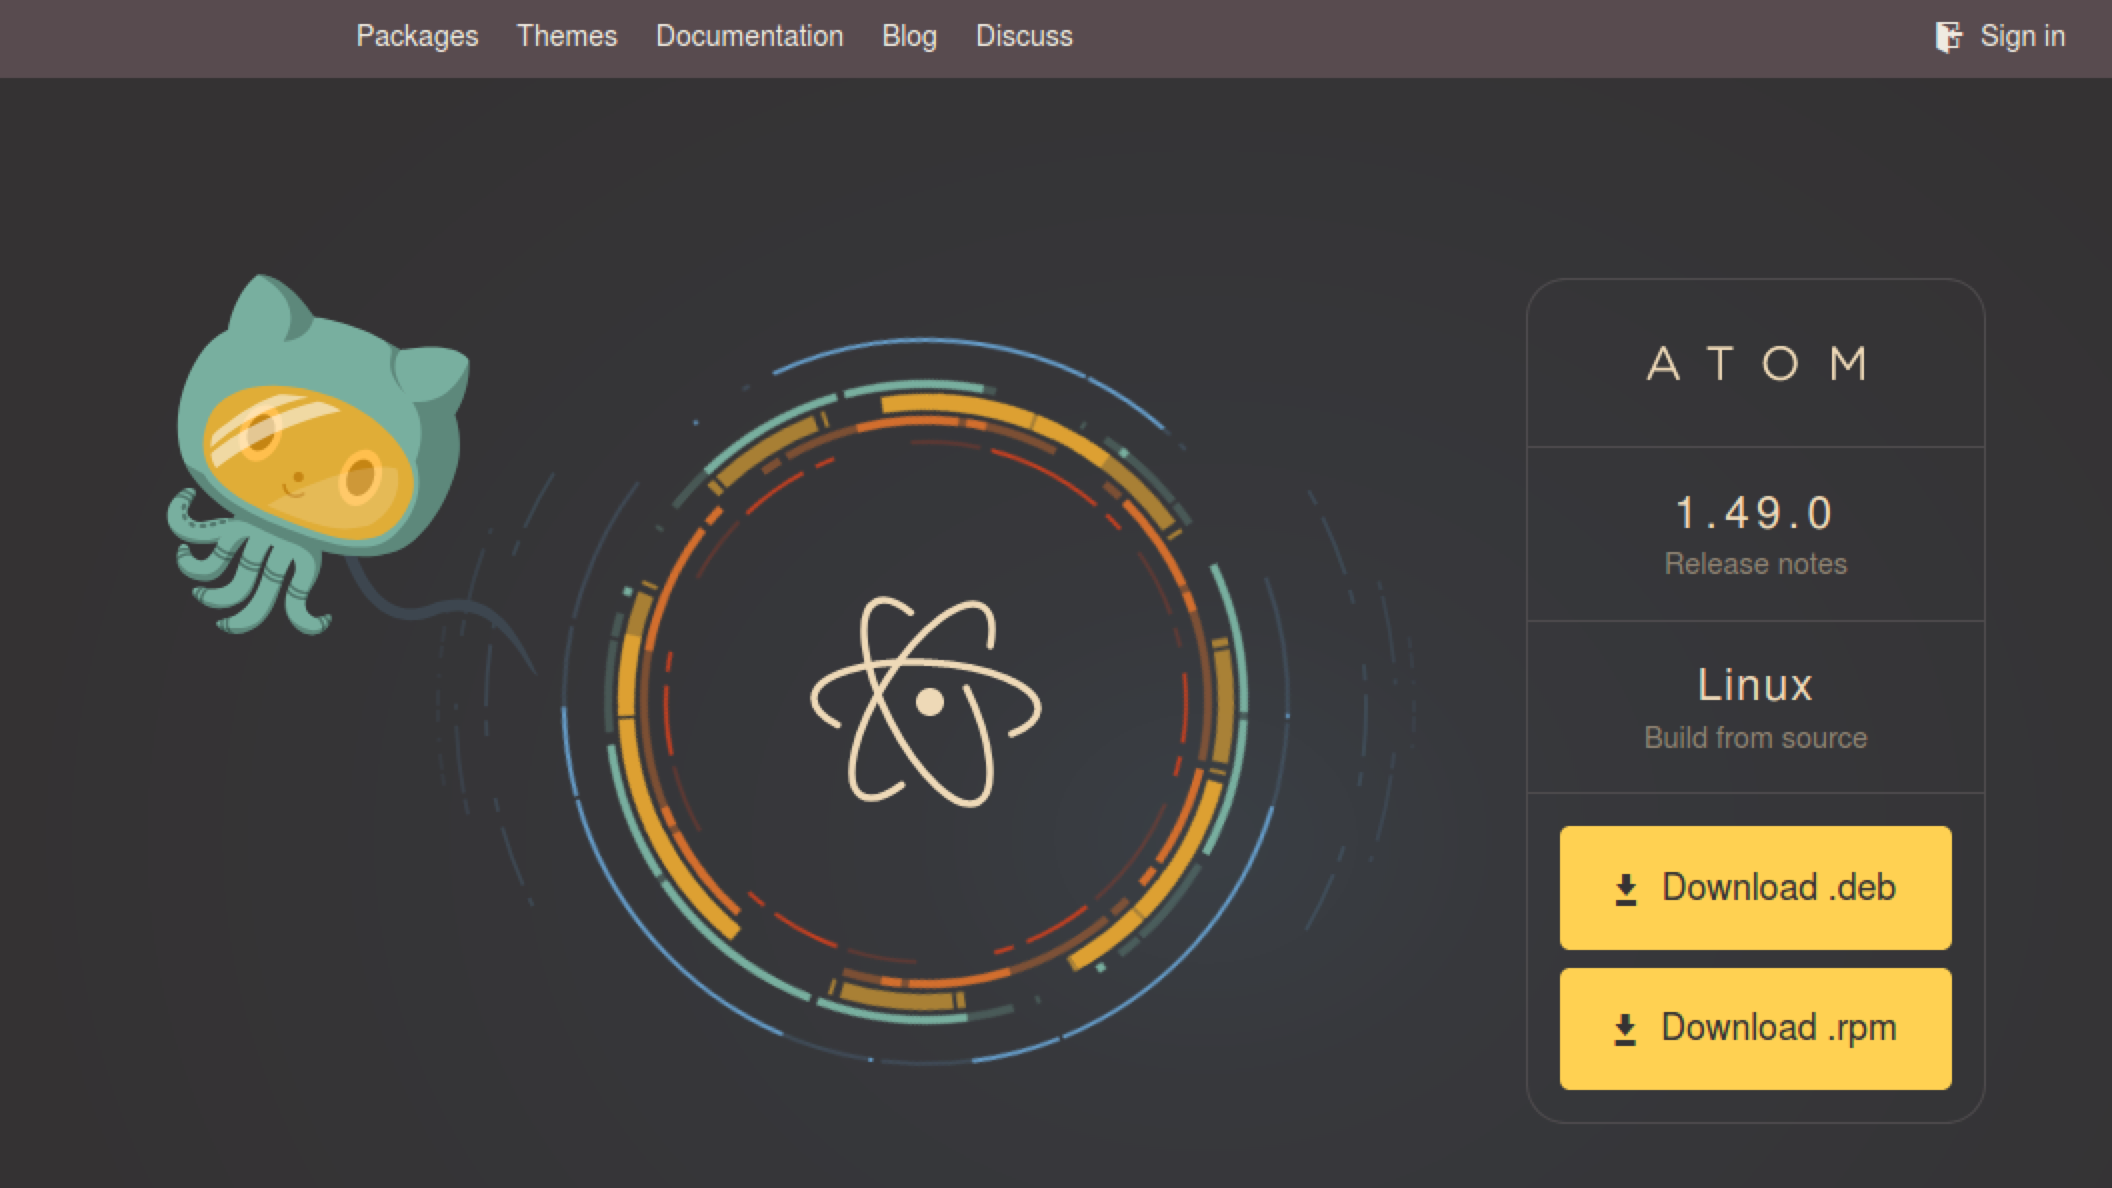 Packages Themes Documentation Blog Discuss Sign in
ATOM
1.49.0
Release notes
Linux
Build from source
Download .deb
Download .rpm